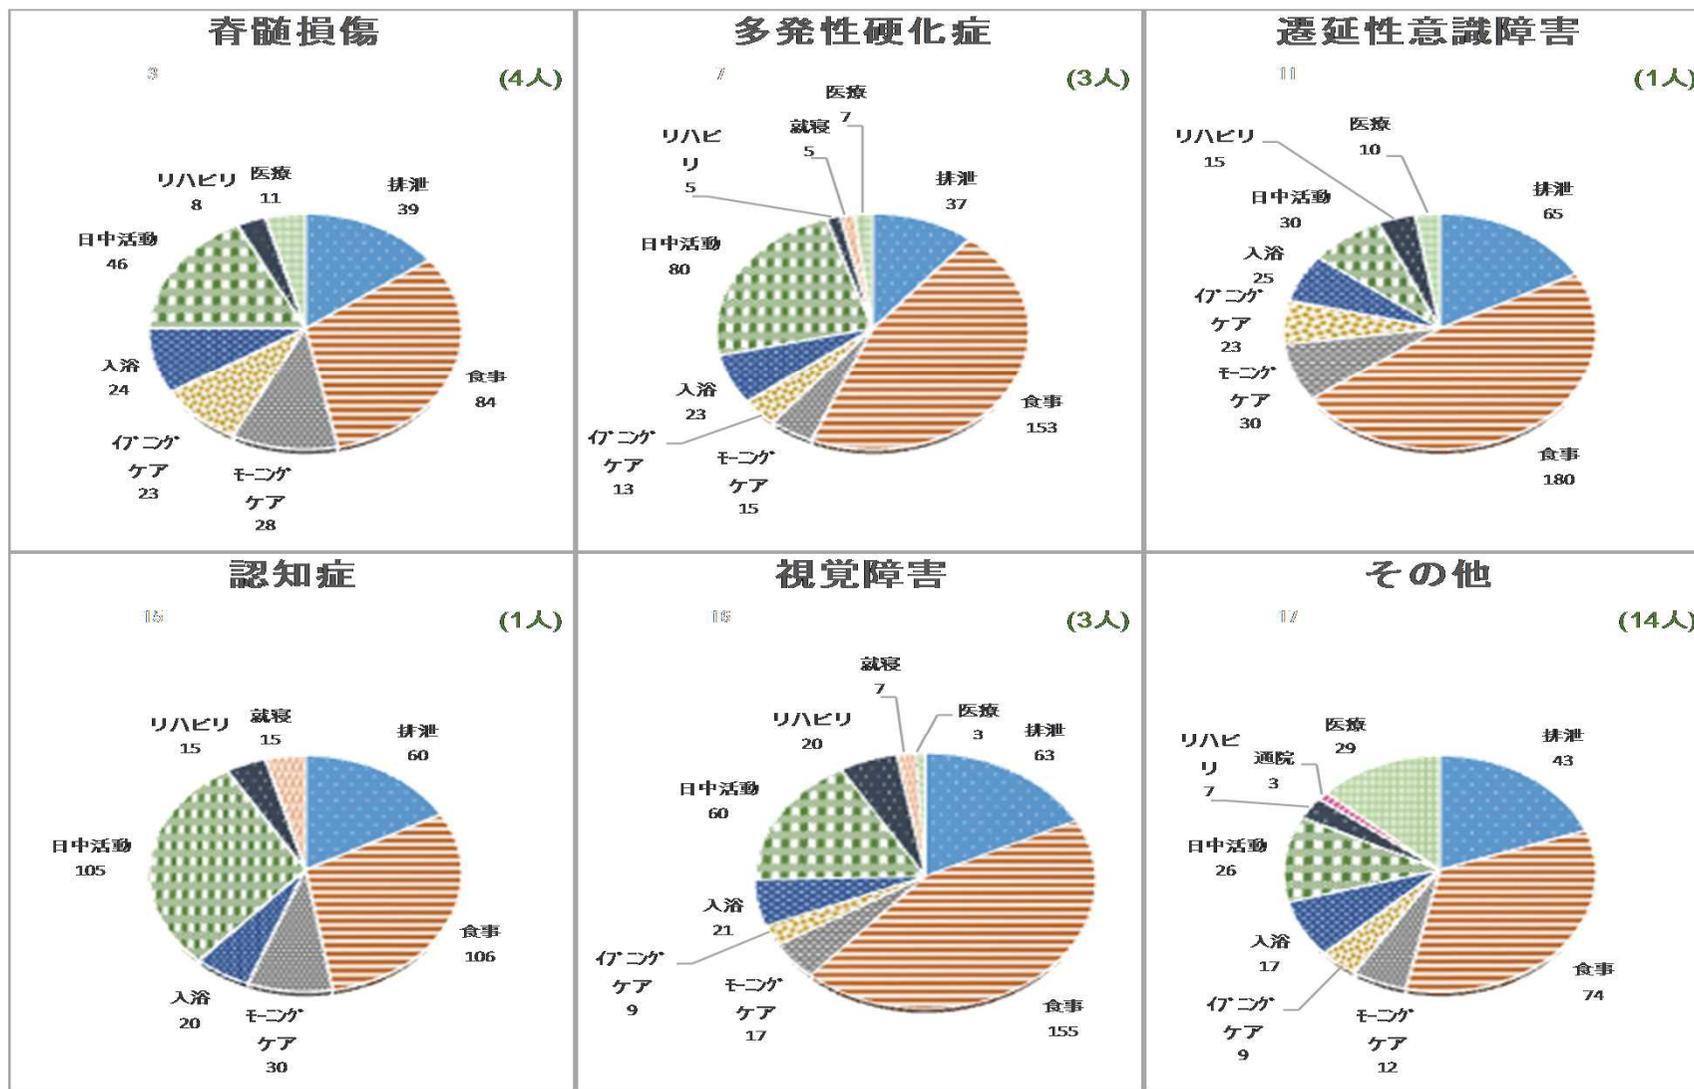 脊髄損傷
3
(4人)
リハビリ
8
医療
11
排泄
39
日中活動
46
入浴
24
食事
84
ｲﾌﾞﾆﾝｸﾞ
ケア
23
ﾓｰﾆﾝｸﾞ
ケア
28
多発性硬化症
7
(3人)
医療
7
就寝
5
リハビ
リ
5
排泄
37
日中活動
80
入浴
23
食事
153
ｲﾌﾞﾆﾝｸﾞ
ケア
13
ﾓｰﾆﾝｸﾞ
ケア
15
遷延性意識障害
11
(1人)
リハビリ
15
医療
10
排泄
65
日中活動
30
入浴
25
ｲﾌﾞﾆﾝｸﾞ
ケア
23
ﾓｰﾆﾝｸﾞ
ケア
30
食事
180
認知症
15
(1人)
リハビリ
15
就寝
15
排泄
60
日中活動
105
食事
106
入浴
20
ﾓｰﾆﾝｸﾞ
ケア
30
視覚障害
16
(3人)
就寝
7
リハビリ
20
医療
3
排泄
63
日中活動
60
入浴
21
ｲﾌﾞﾆﾝｸﾞ
ケア
9
ﾓｰﾆﾝｸﾞ
ケア
17
食事
155
その他
17
(14人)
リハビ
リ
7
通院
3
医療
29
排泄
43
日中活動
26
入浴
17
食事
74
ｲﾌﾞﾆﾝｸﾞ
ケア
9
ﾓｰﾆﾝｸﾞ
ケア
12